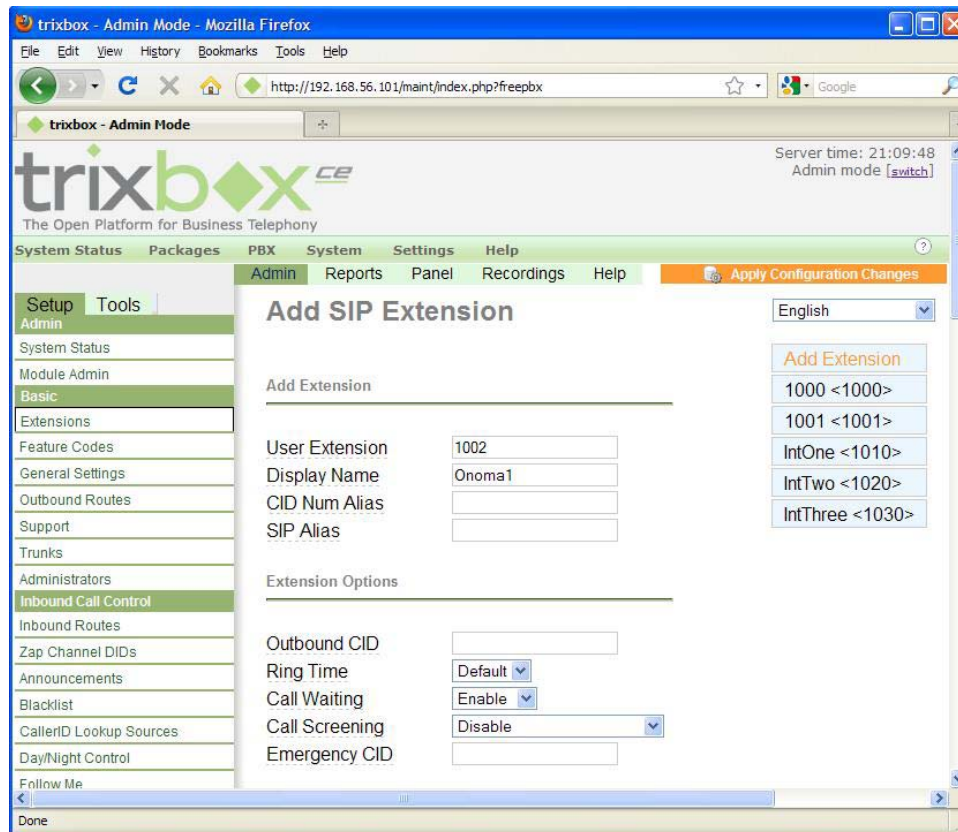 trixbox - Admin Mode - Mozilla Firefox
File Edit View History Bookmarks Tools Help
http://192.168.56.101/maint/index.php?freepbx
Google
trixbox - Admin Mode
Server time: 21:09:48
Admin mode [switch]
trixbox ce
The Open Platform for Business Telephony
System Status Packages PBX System Settings Help ?
Admin Reports Panel Recordings Help Apply Configuration Changes
Setup Tools
Admin
System Status
Module Admin
Basic
Extensions
Feature Codes
General Settings
Outbound Routes
Support
Trunks
Administrators
Inbound Call Control
Inbound Routes
Zap Channel DIDs
Announcements
Blacklist
CallerID Lookup Sources
Day/Night Control
Follow Me
Add SIP Extension
Add Extension
User Extension 1002
Display Name Onoma1
CID Num Alias
SIP Alias
Extension Options
Outbound CID
Ring Time Default
Call Waiting Enable
Call Screening Disable
Emergency CID
English
Add Extension
1000 <1000>
1001 <1001>
IntOne <1010>
IntTwo <1020>
IntThree <1030>
Done